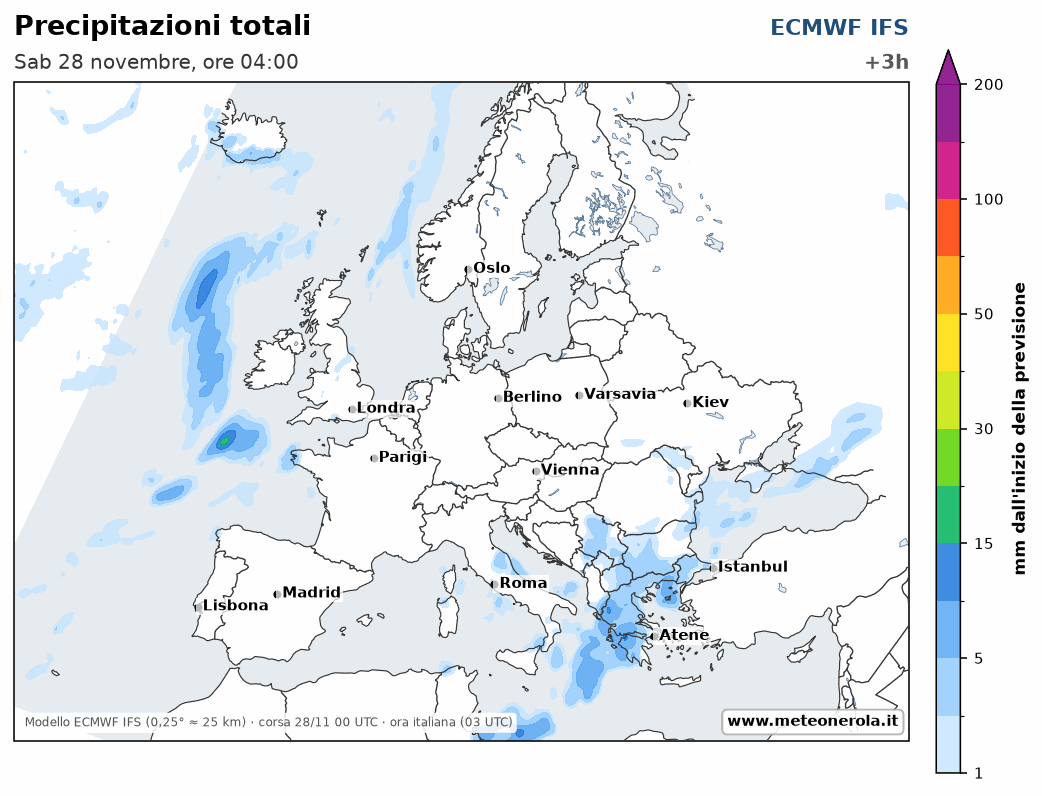 Precipitazioni totali
ECMWF IFS
Sab 28 novembre, ore 04:00
+3h
200
100
50
30
15
5
1
mm dall'inizio della previsione
Oslo
Berlino
Varsavia
Kiev
Londra
Parigi
Vienna
Istanbul
Roma
Madrid
Lisbona
Atene
Modello ECMWF IFS (0,25° ≈ 25 km) · corsa 28/11 00 UTC · ora italiana (03 UTC)
www.meteonerola.it